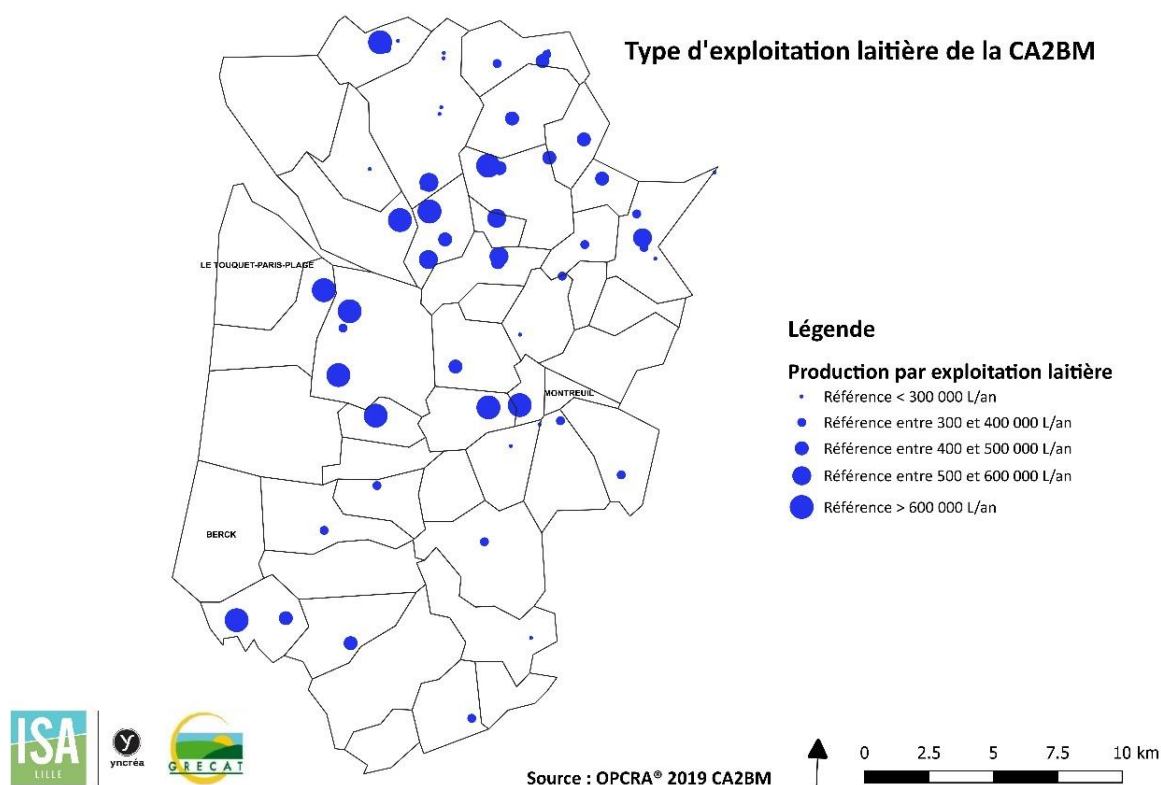 Type d'exploitation laitière de la CA2BM
LE TOUQUET-PARIS-PLAGE
MONTREUIL
BERCK
Légende
Production par exploitation laitière
Référence < 300 000 L/an
Référence entre 300 et 400 000 L/an
Référence entre 400 et 500 000 L/an
Référence entre 500 et 600 000 L/an
Référence > 600 000 L/an
ISA
LILLE
y
yncréa
GRECAT
Source : OPCRA® 2019 CA2BM
0 2.5 5 7.5 10 km